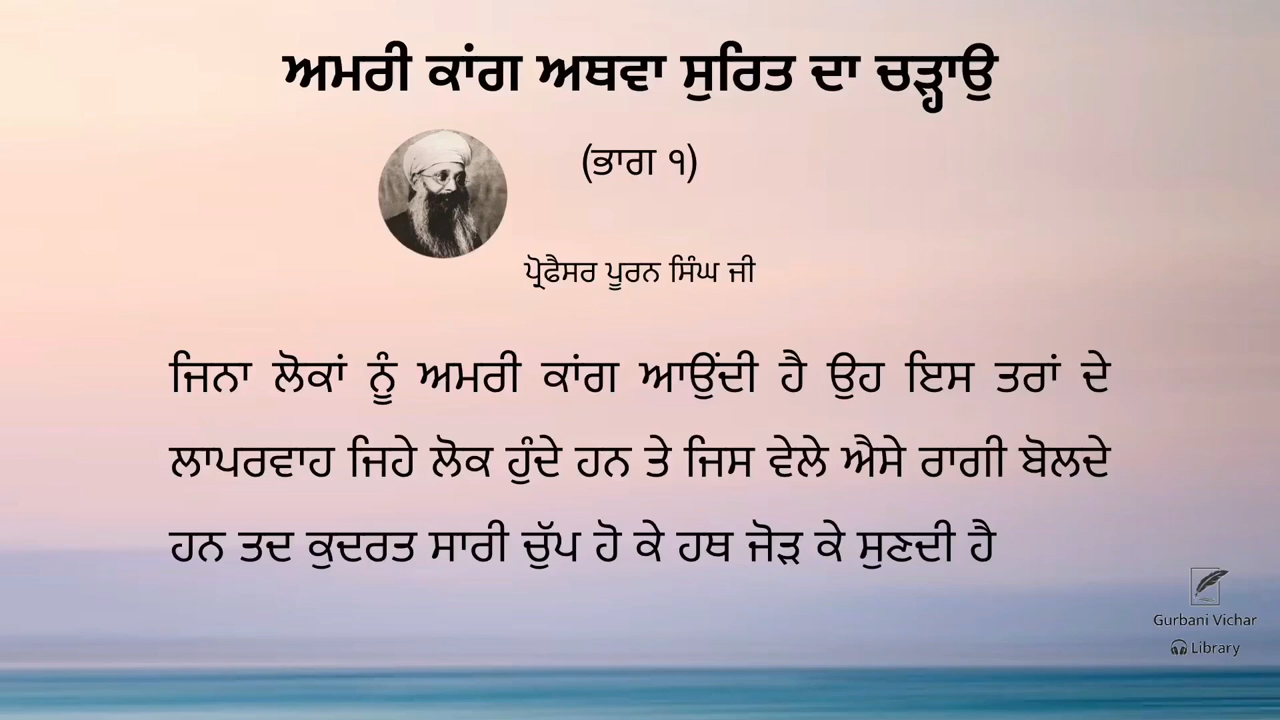 ਅਮਰੀ ਕਾਂਗ ਅਥਵਾ ਸੁਰਿਤ ਦਾ ਚੜ੍ਹਾਉ
(ਭਾਗ ੧)
ਪ੍ਰੋਫੈਸਰ ਪੂਰਨ ਸਿੰਘ ਜੀ
ਜਿਨਾ ਲੋਕਾਂ ਨੂੰ ਅਮਰੀ ਕਾਂਗ ਆਉਂਦੀ ਹੈ ਉਹ ਇਸ ਤਰਾਂ ਦੇ
ਲਾਪਰਵਾਹ ਜਿਹੇ ਲੋਕ ਹੁੰਦੇ ਹਨ ਤੇ ਜਿਸ ਵੇਲੇ ਐਸੇ ਰਾਗੀ ਬੋਲਦੇ
ਹਨ ਤਦ ਕੁਦਰਤ ਸਾਰੀ ਚੁੱਪ ਹੋ ਕੇ ਹਥ ਜੋੜ ਕੇ ਸੁਣਦੀ ਹੈ
Gurbani Vichar
Library